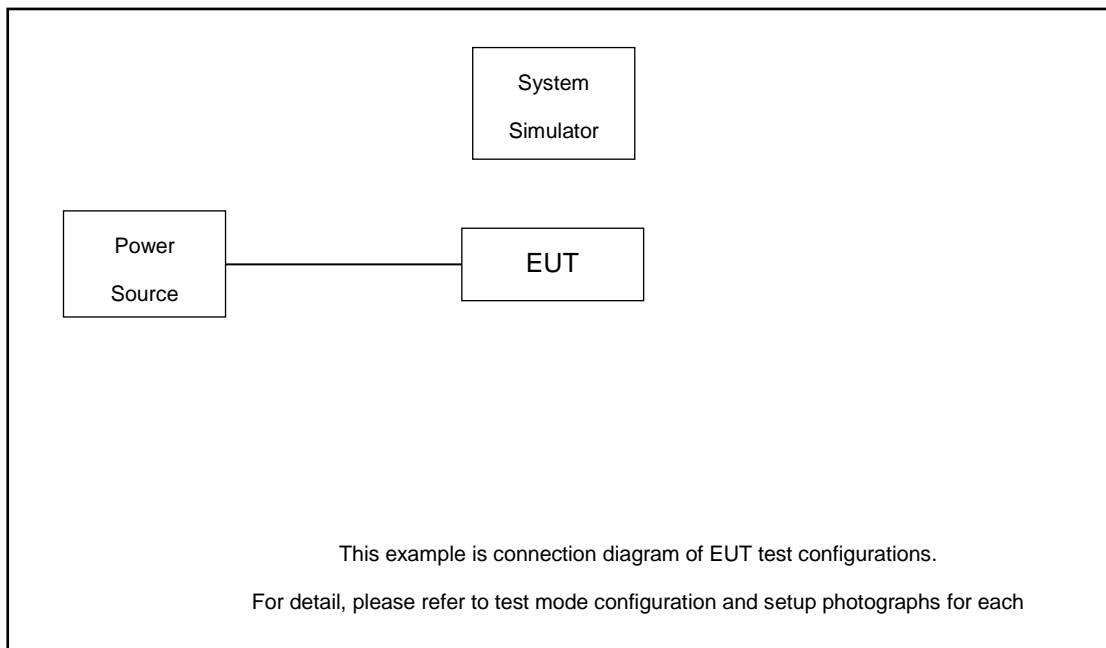 System
Simulator
Power
Source
EUT
This example is connection diagram of EUT test configurations.
For detail, please refer to test mode configuration and setup photographs for each